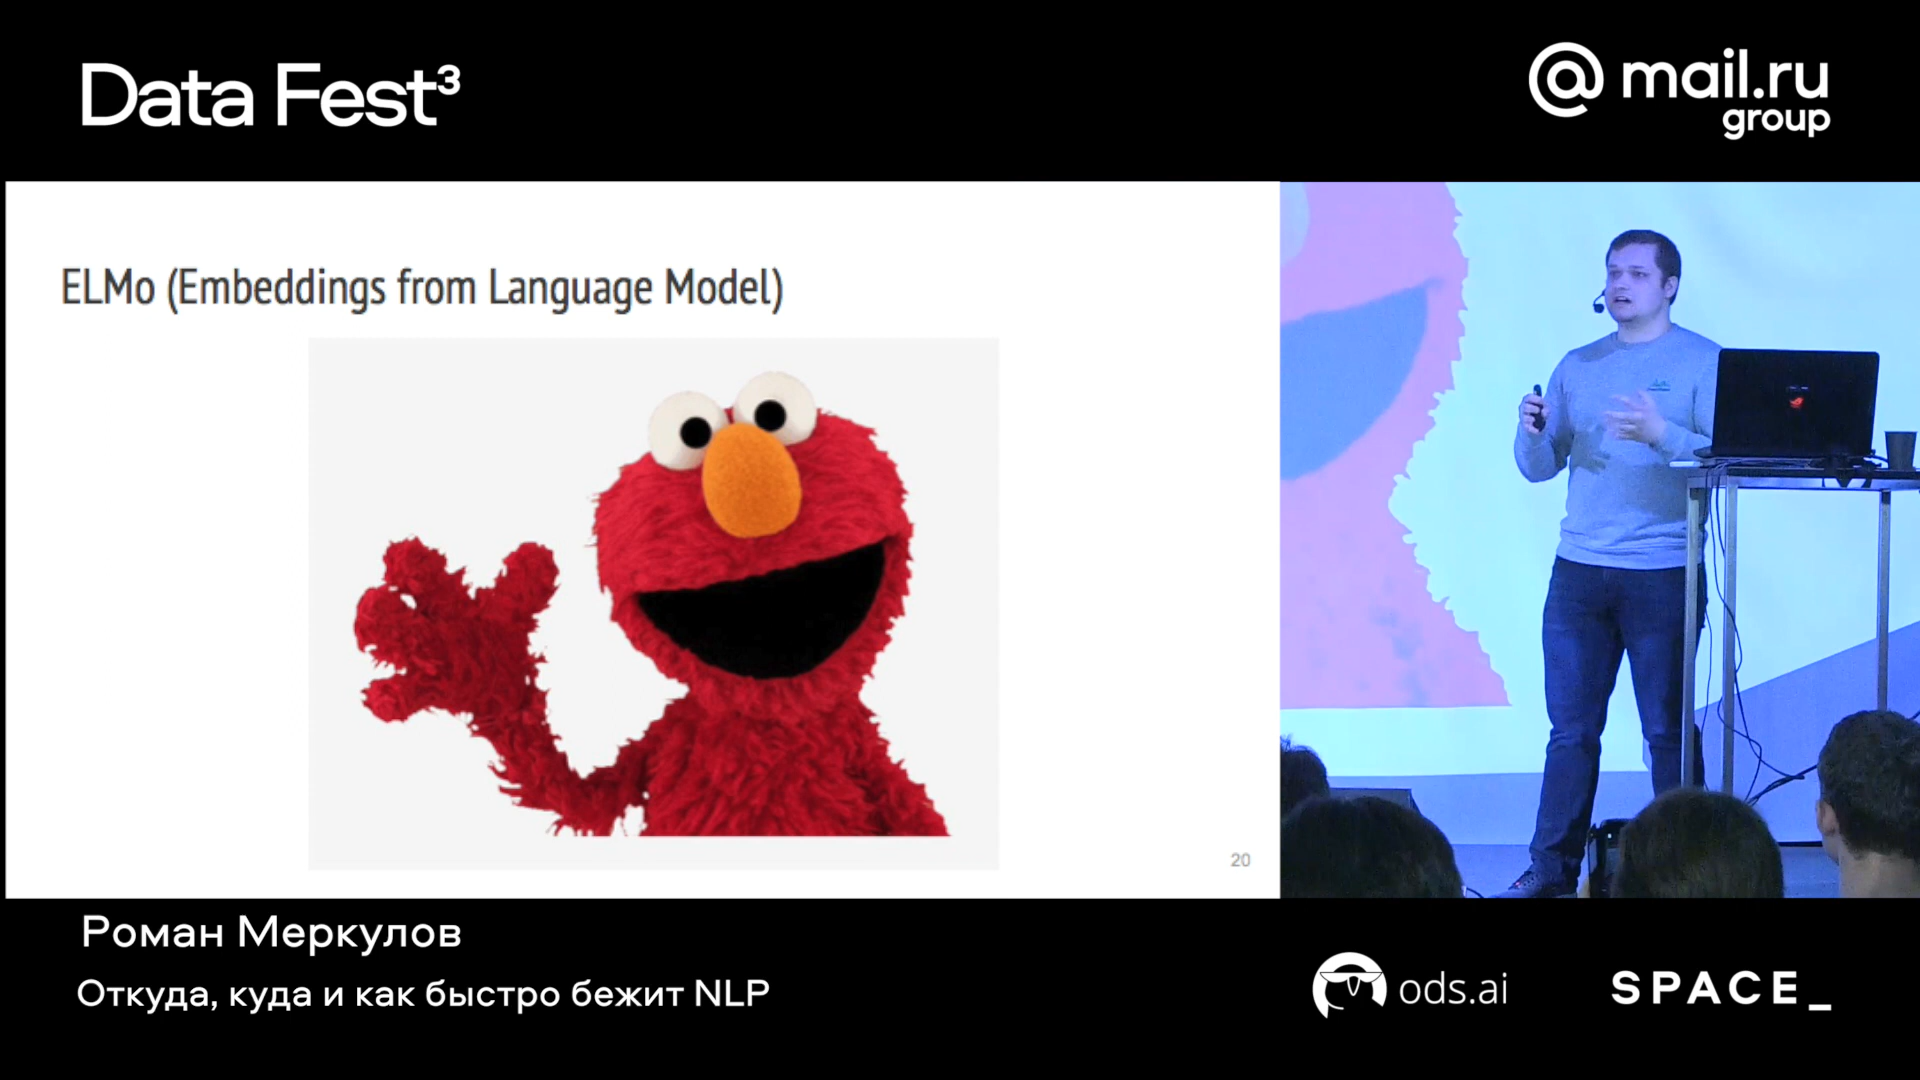 Data Fest³
@mail.ru
group
ELMo (Embeddings from Language Model)
20
Роман Меркулов
Откуда, куда и как быстро бежит NLP
ods.ai
SPACE_